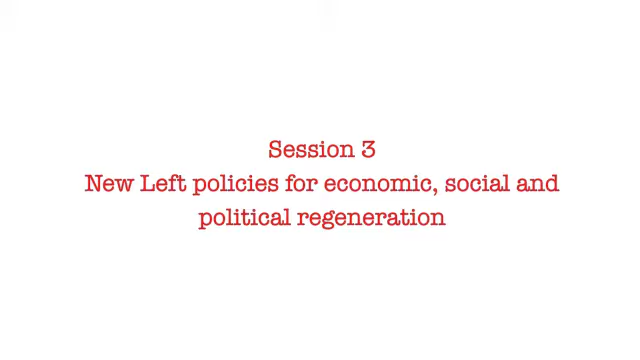 Session 3
New Left policies for economic, social and
political regeneration